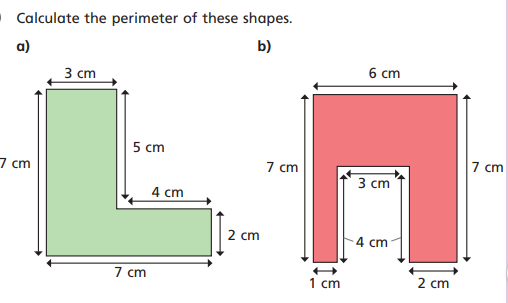 Calculate the perimeter of these shapes.
a)
3 cm
7 cm
5 cm
4 cm
2 cm
7 cm
b)
6 cm
7 cm
7 cm
3 cm
4 cm
1 cm
2 cm